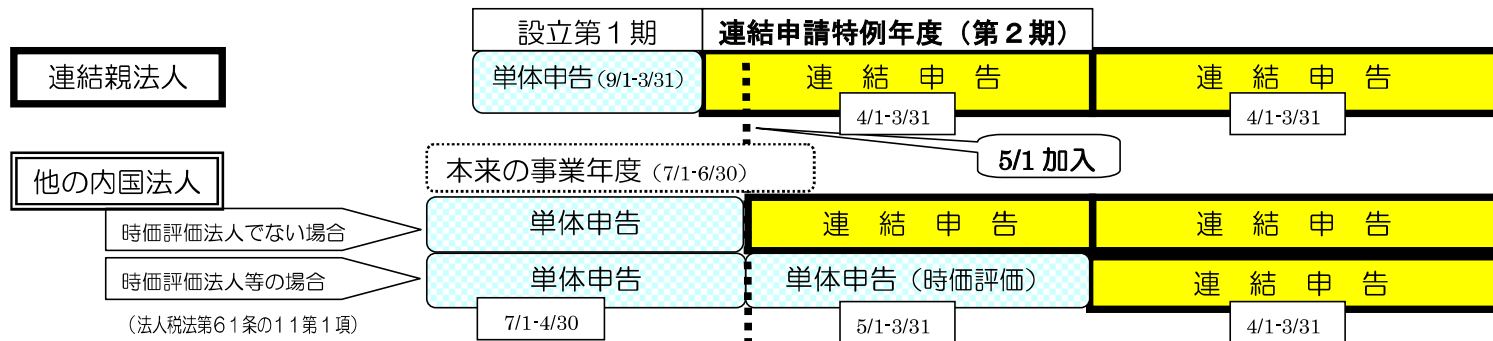 設立第１期
連結申請特例年度（第２期）
連結親法人
単体申告(9/1-3/31)
連結申告
連結申告
4/1-3/31
4/1-3/31
5/1 加入
他の内国法人
本来の事業年度（7/1-6/30）
時価評価法人でない場合
単体申告
連結申告
連結申告
時価評価法人等の場合
単体申告
単体申告（時価評価）
連結申告
（法人税法第６１条の１１第１項）
7/1-4/30
5/1-3/31
4/1-3/31